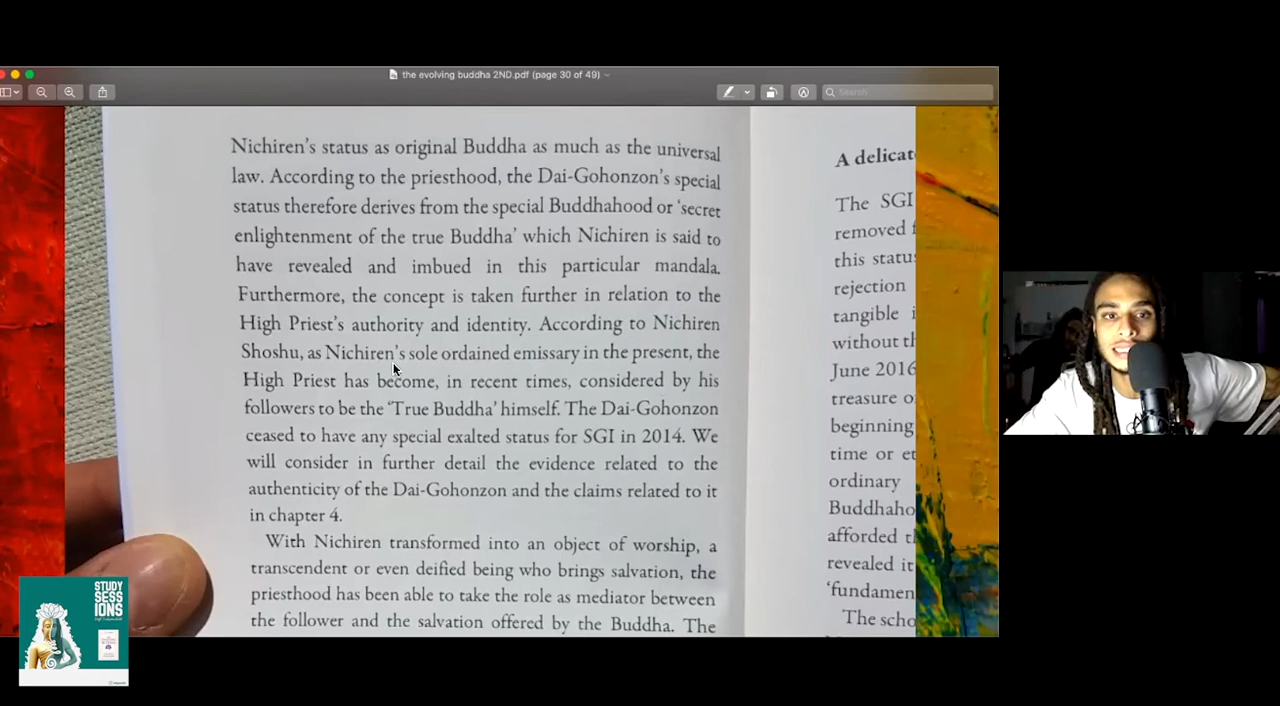 the evolving buddha 2ND.pdf (page 30 of 49)
Search
Nichiren's status as original Buddha as much as the universal
law. According to the priesthood, the Dai-Gohonzon's special
status therefore derives from the special Buddhahood or 'secret
enlightenment of the true Buddha' which Nichiren is said to
have revealed and imbued in this particular mandala.
Furthermore, the concept is taken further in relation to the
High Priest's authority and identity. According to Nichiren
Shoshu, as Nichiren's sole ordained emissary in the present, the
High Priest has become, in recent times, considered by his
followers to be the 'True Buddha' himself. The Dai-Gohonzon
ceased to have any special exalted status for SGI in 2014. We
will consider in further detail the evidence related to the
authenticity of the Dai-Gohonzon and the claims related to it
in chapter 4.
With Nichiren transformed into an object of worship, a
transcendent or even deified being who brings salvation, the
priesthood has been able to take the role as mediator between
the follower and the salvation offered by the Buddha. The
A delicat
The SGI
removed f
this statu
rejection
tangible i
without th
June 2016
treasure o
beginning
time or et
ordinary
Buddhaho
afforded th
revealed it
'fundamen
The scho
STUDY
SESS
IONS